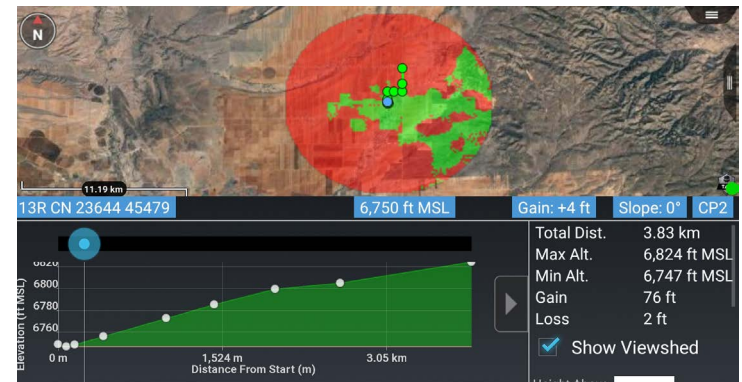 N
11.19 km
13R CN 23644 45479
6,750 ft MSL
Gain: +4 ft
Slope: 0°
CP2
Elevation (ft MSL)
6820
6800
6780
6760
0 m
1,524 m
3.05 km
Distance From Start (m)
Total Dist. 3.83 km
Max Alt. 6,824 ft MSL
Min Alt. 6,747 ft MSL
Gain 76 ft
Loss 2 ft
Show Viewshed
Height Above